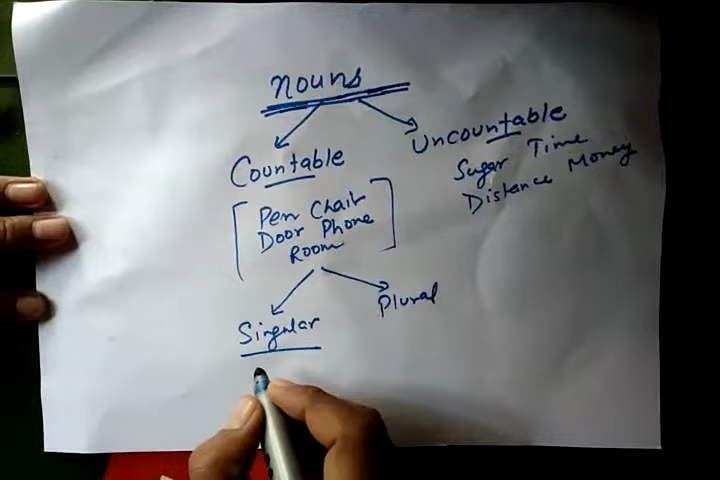 nouns
Countable
Pen Chair
Door Phone
Room
Uncountable
Sugar Time
Distance Money
Singular
Plural